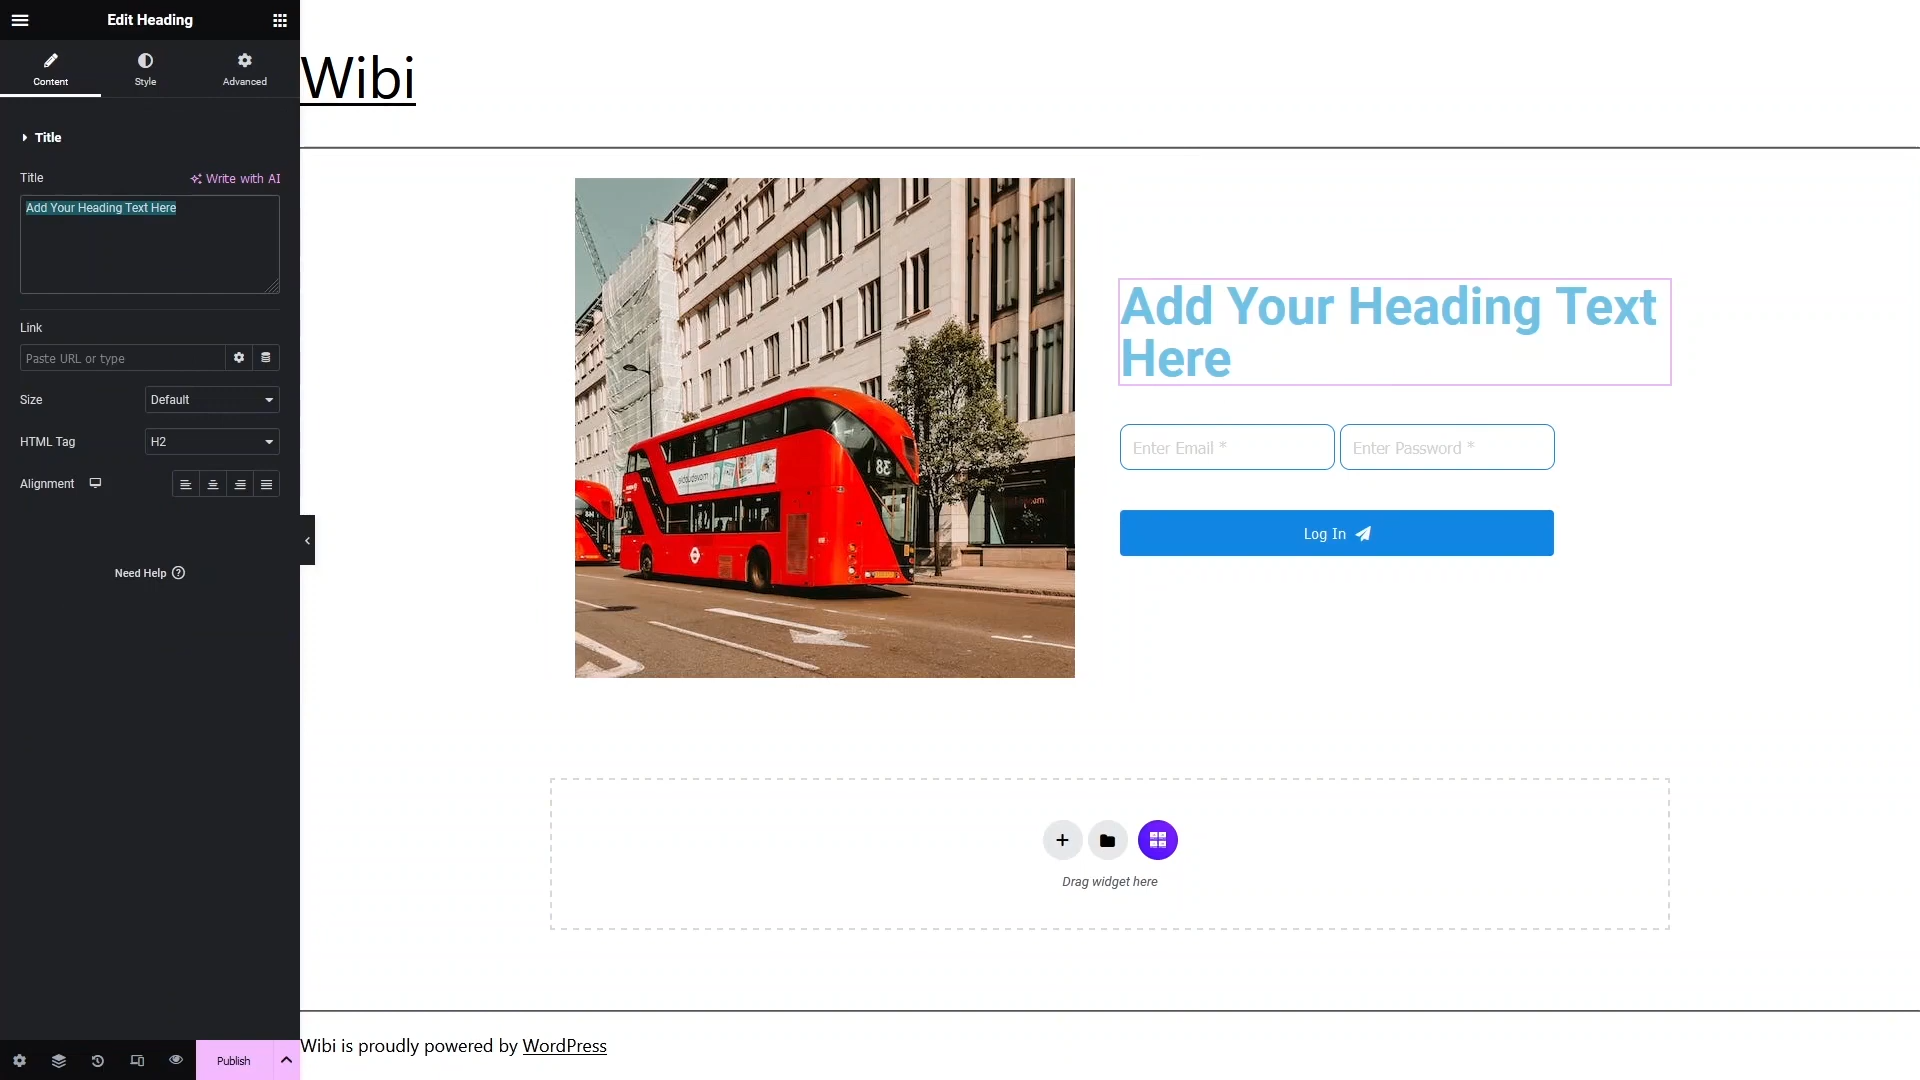 Edit Heading
Content
Style
Advanced
Title
Title
Write with AI
Add Your Heading Text Here
Link
Paste URL or type
Size
Default
HTML Tag
H2
Alignment
Need Help
Publish
Wibi
Add Your Heading Text
Here
Enter Email *
Enter Password *
Log In
Drag widget here
Wibi is proudly powered by WordPress